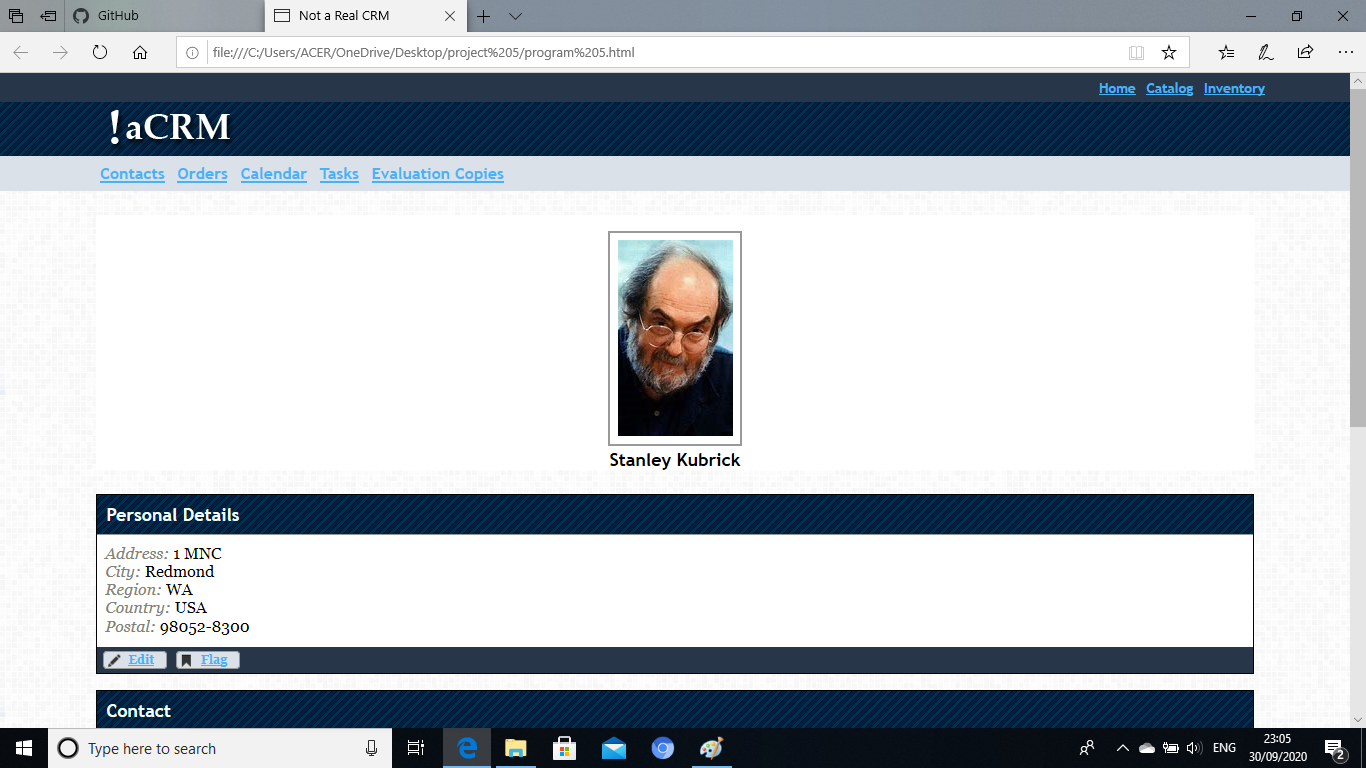 GitHub
Not a Real CRM
file:///C:/Users/ACER/OneDrive/Desktop/project%205/program%205.html
Home Catalog Inventory
!aCRM
Contacts Orders Calendar Tasks Evaluation Copies
Stanley Kubrick
Personal Details
Address: 1 MNC
City: Redmond
Region: WA
Country: USA
Postal: 98052-8300
Edit Flag
Contact
Type here to search
ENG
23:05
30/09/2020
2